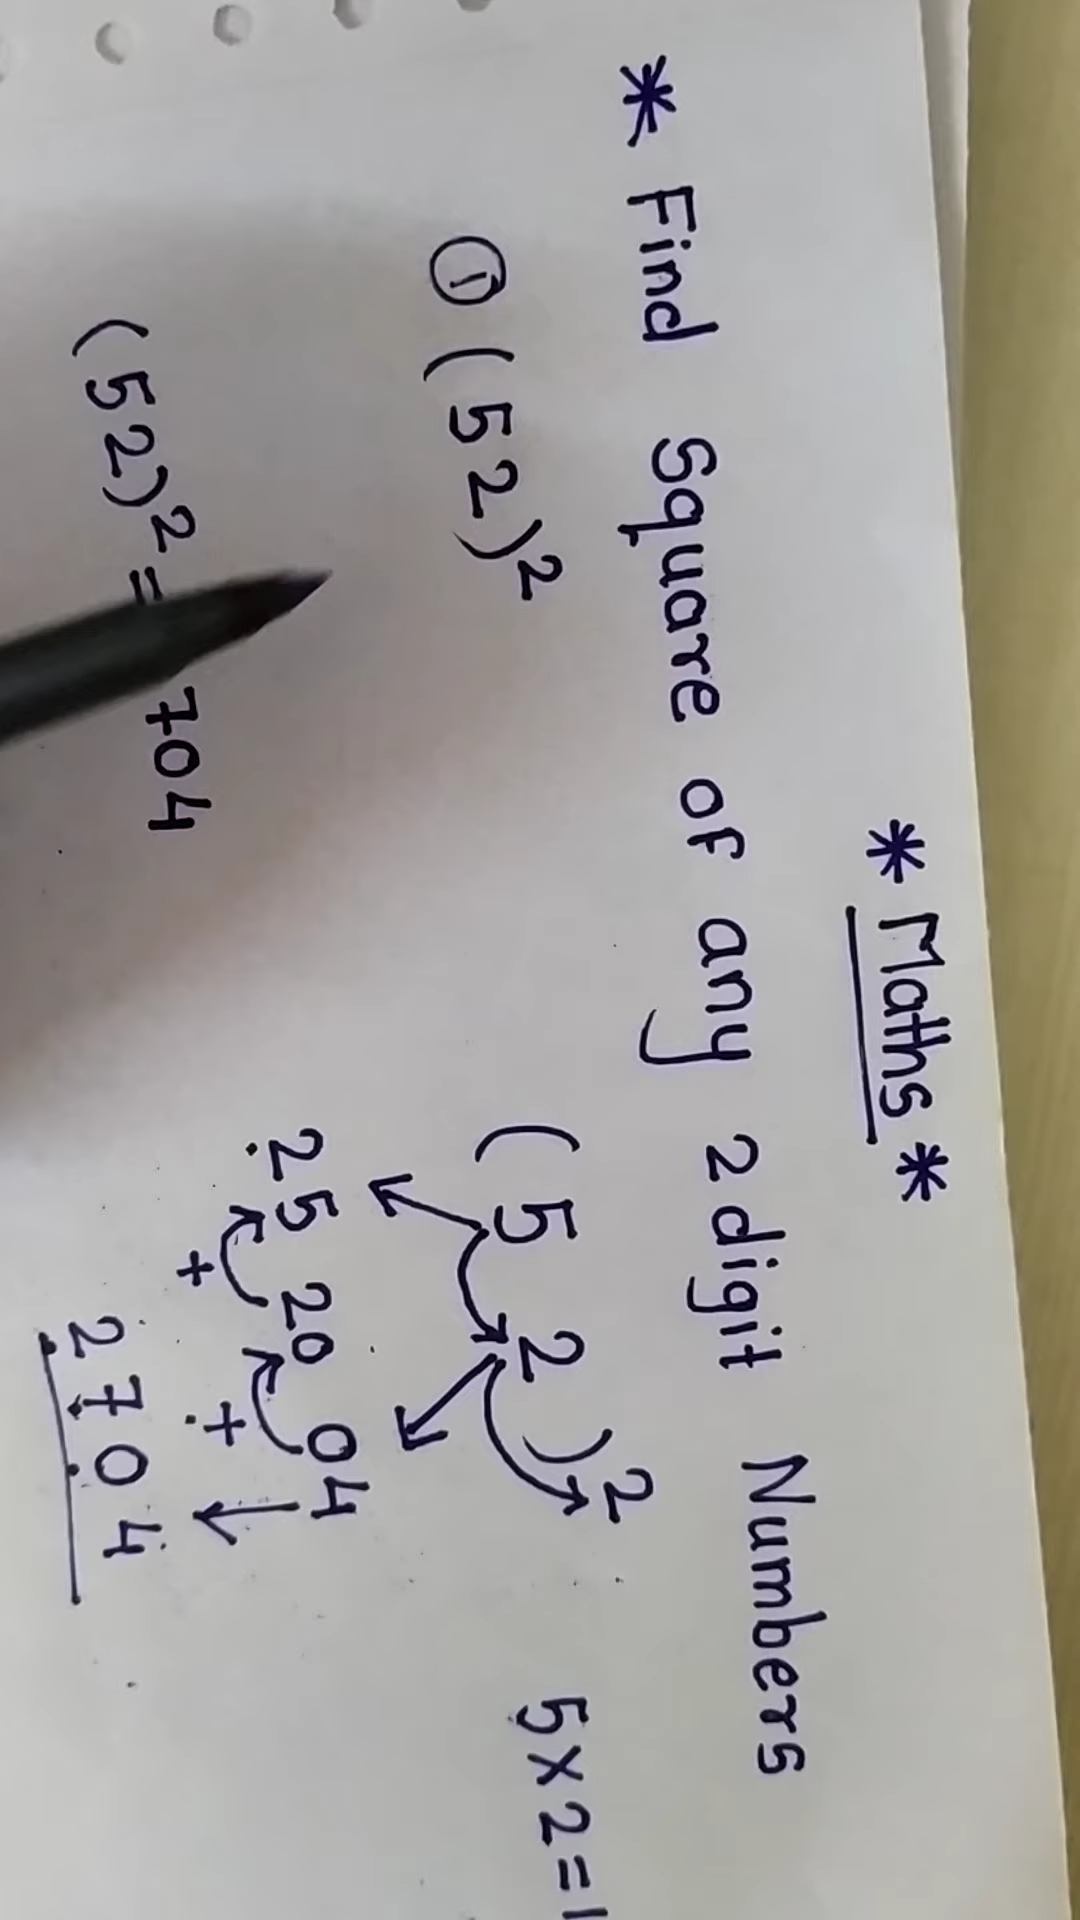 * Maths *
* Find Square of any 2 digit Numbers
① (52)²
(5 2)²
5×2=1
25 20 04
+ +
2704
(52)² = 704